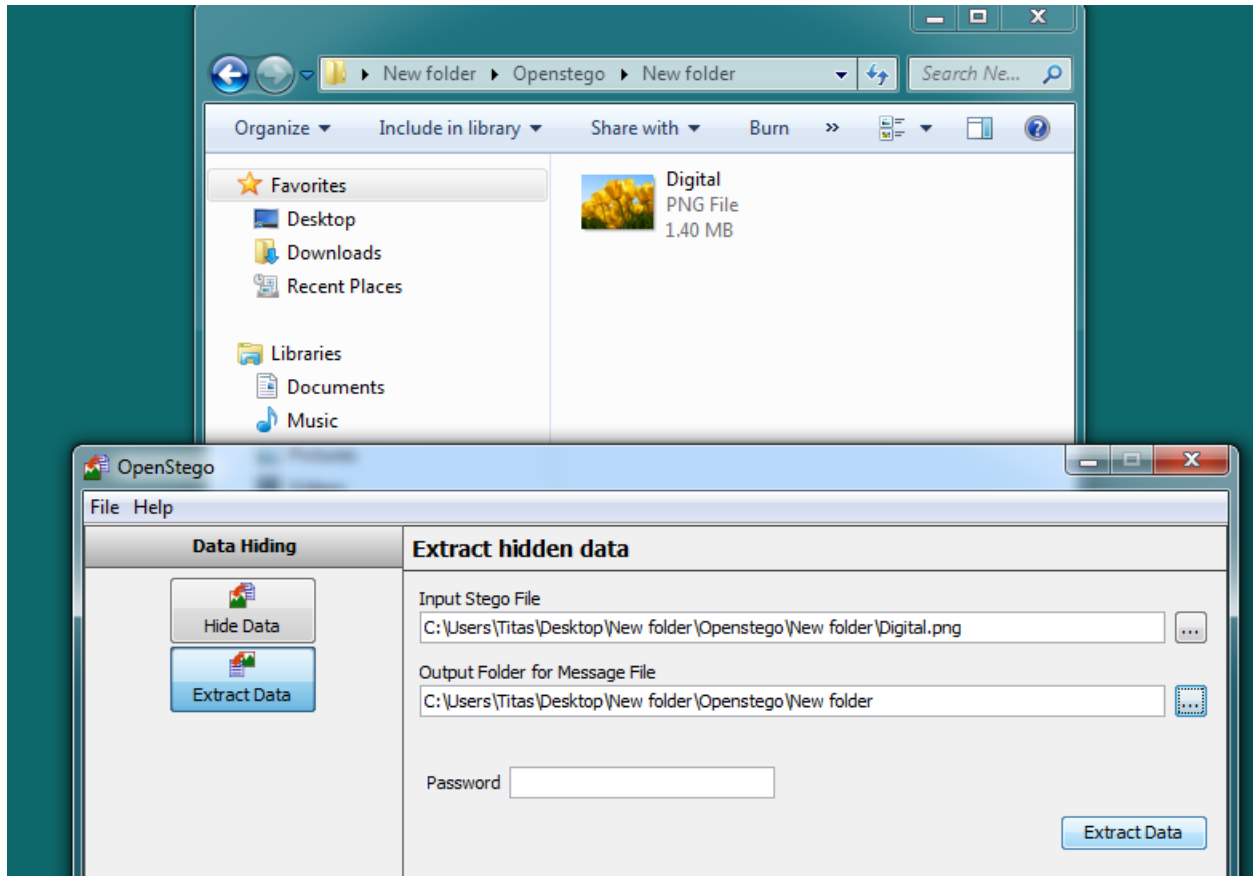 New folder ▸ Openstego ▸ New folder
Search Ne...
Organize Include in library Share with Burn »
Favorites
Desktop
Downloads
Recent Places
Libraries
Documents
Music
Digital
PNG File
1.40 MB
OpenStego
File Help
Data Hiding
Hide Data
Extract Data
Extract hidden data
Input Stego File
C:\Users\Titas\Desktop\New folder\Openstego\New folder\Digital.png
...
Output Folder for Message File
C:\Users\Titas\Desktop\New folder\Openstego\New folder
...
Password
Extract Data